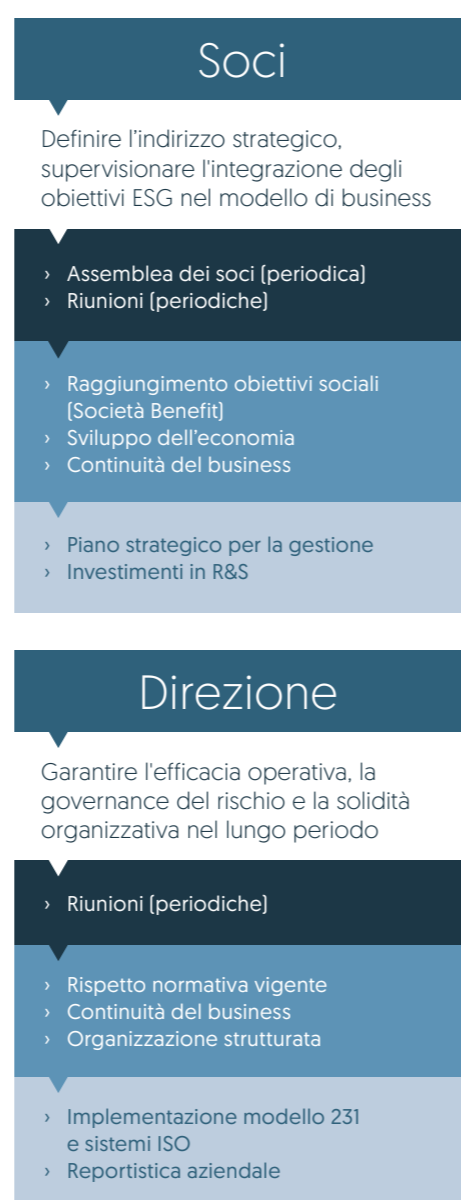 Soci
Definire l'indirizzo strategico,
supervisionare l'integrazione degli
obiettivi ESG nel modello di business
› Assemblea dei soci (periodica)
› Riunioni (periodiche)
› Raggiungimento obiettivi sociali
(Società Benefit)
› Sviluppo dell'economia
› Continuità del business
› Piano strategico per la gestione
› Investimenti in R&S
Direzione
Garantire l'efficacia operativa, la
governance del rischio e la solidità
organizzativa nel lungo periodo
› Riunioni (periodiche)
› Rispetto normativa vigente
› Continuità del business
› Organizzazione strutturata
› Implementazione modello 231
e sistemi ISO
› Reportistica aziendale